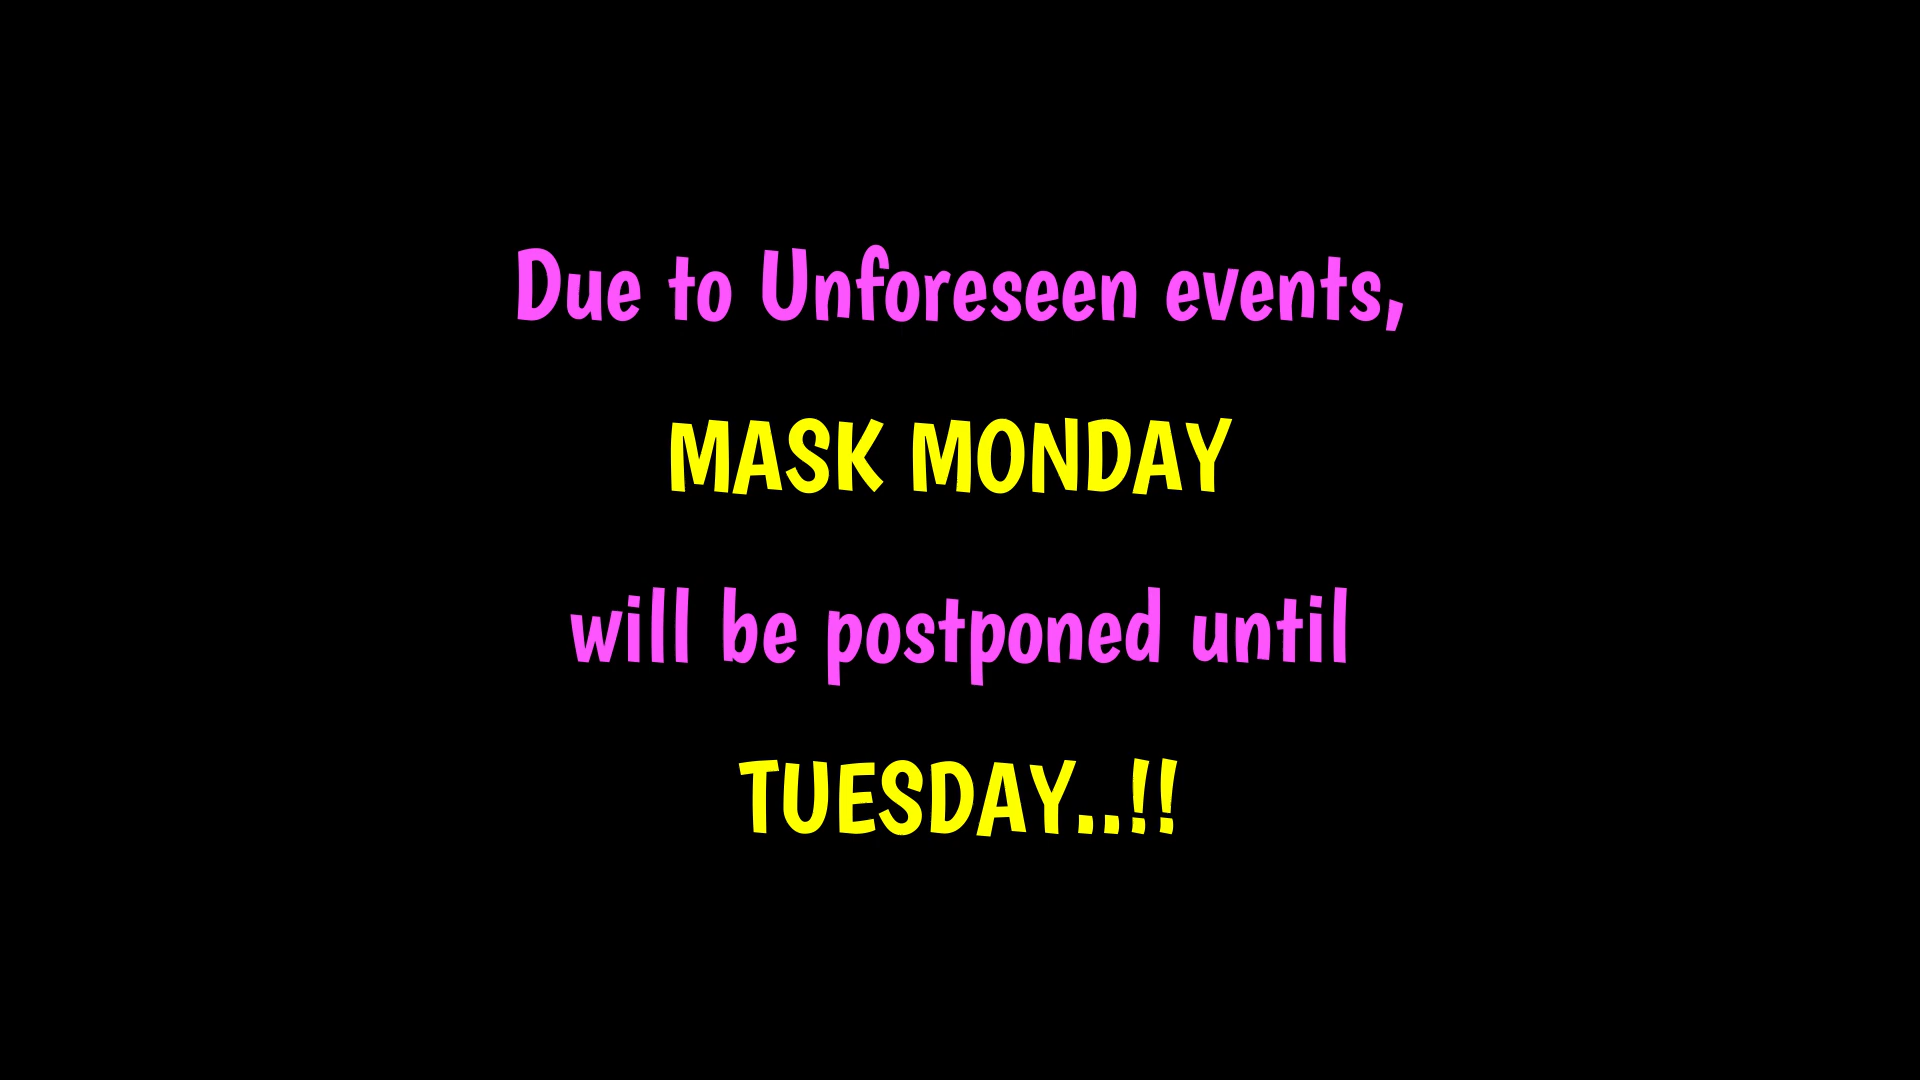 Due to Unforeseen events,
MASK MONDAY
will be postponed until
TUESDAY..!!